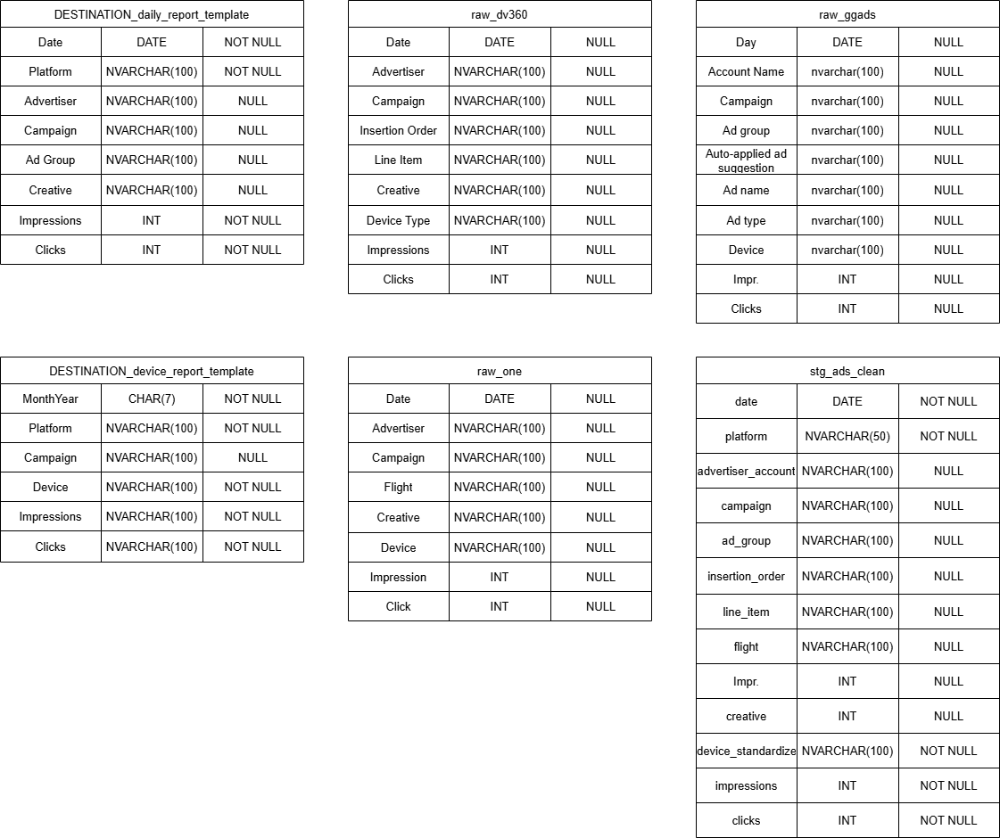 DESTINATION_daily_report_template
Date DATE NOT NULL
Platform NVARCHAR(100) NOT NULL
Advertiser NVARCHAR(100) NULL
Campaign NVARCHAR(100) NULL
Ad Group NVARCHAR(100) NULL
Creative NVARCHAR(100) NULL
Impressions INT NOT NULL
Clicks INT NOT NULL
raw_dv360
Date DATE NULL
Advertiser NVARCHAR(100) NULL
Campaign NVARCHAR(100) NULL
Insertion Order NVARCHAR(100) NULL
Line Item NVARCHAR(100) NULL
Creative NVARCHAR(100) NULL
Device Type NVARCHAR(100) NULL
Impressions INT NULL
Clicks INT NULL
raw_ggads
Day DATE NULL
Account Name nvarchar(100) NULL
Campaign nvarchar(100) NULL
Ad group nvarchar(100) NULL
Auto-applied ad
suggestion nvarchar(100) NULL
Ad name nvarchar(100) NULL
Ad type nvarchar(100) NULL
Device nvarchar(100) NULL
Impr. INT NULL
Clicks INT NULL
DESTINATION_device_report_template
MonthYear CHAR(7) NOT NULL
Platform NVARCHAR(100) NOT NULL
Campaign NVARCHAR(100) NULL
Device NVARCHAR(100) NOT NULL
Impressions NVARCHAR(100) NOT NULL
Clicks NVARCHAR(100) NOT NULL
raw_one
Date DATE NULL
Advertiser NVARCHAR(100) NULL
Campaign NVARCHAR(100) NULL
Flight NVARCHAR(100) NULL
Creative NVARCHAR(100) NULL
Device NVARCHAR(100) NULL
Impression INT NULL
Click INT NULL
stg_ads_clean
date DATE NOT NULL
platform NVARCHAR(50) NOT NULL
advertiser_account NVARCHAR(100) NULL
campaign NVARCHAR(100) NULL
ad_group NVARCHAR(100) NULL
insertion_order NVARCHAR(100) NULL
line_item NVARCHAR(100) NULL
flight NVARCHAR(100) NULL
Impr. INT NULL
creative INT NULL
device_standardize NVARCHAR(100) NOT NULL
impressions INT NOT NULL
clicks INT NOT NULL